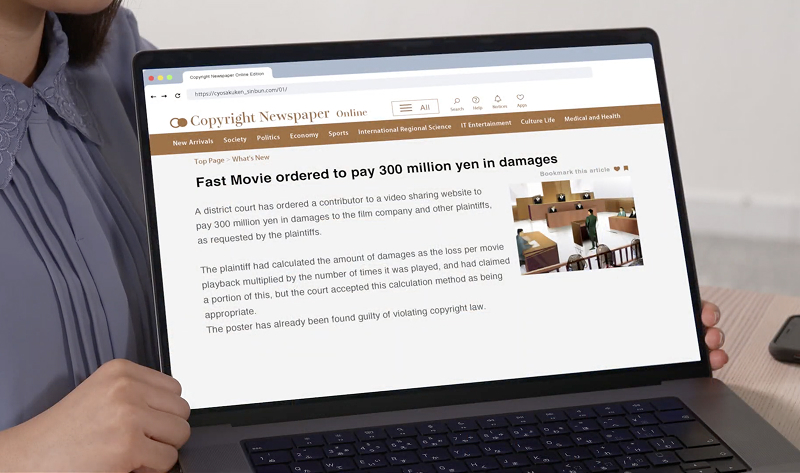 Copyright Newspaper Online Edition
https://cyosakuken_sinbun.com/01/
Copyright Newspaper Online
All
Search Help Notices Apps
New Arrivals Society Politics Economy Sports International Regional Science IT Entertainment Culture Life Medical and Health
Top Page > What's New
Fast Movie ordered to pay 300 million yen in damages
Bookmark this article
A district court has ordered a contributor to a video sharing website to
pay 300 million yen in damages to the film company and other plaintiffs,
as requested by the plaintiffs.
The plaintiff had calculated the amount of damages as the loss per movie
playback multiplied by the number of times it was played, and had claimed
a portion of this, but the court accepted this calculation method as being
appropriate.
The poster has already been found guilty of violating copyright law.